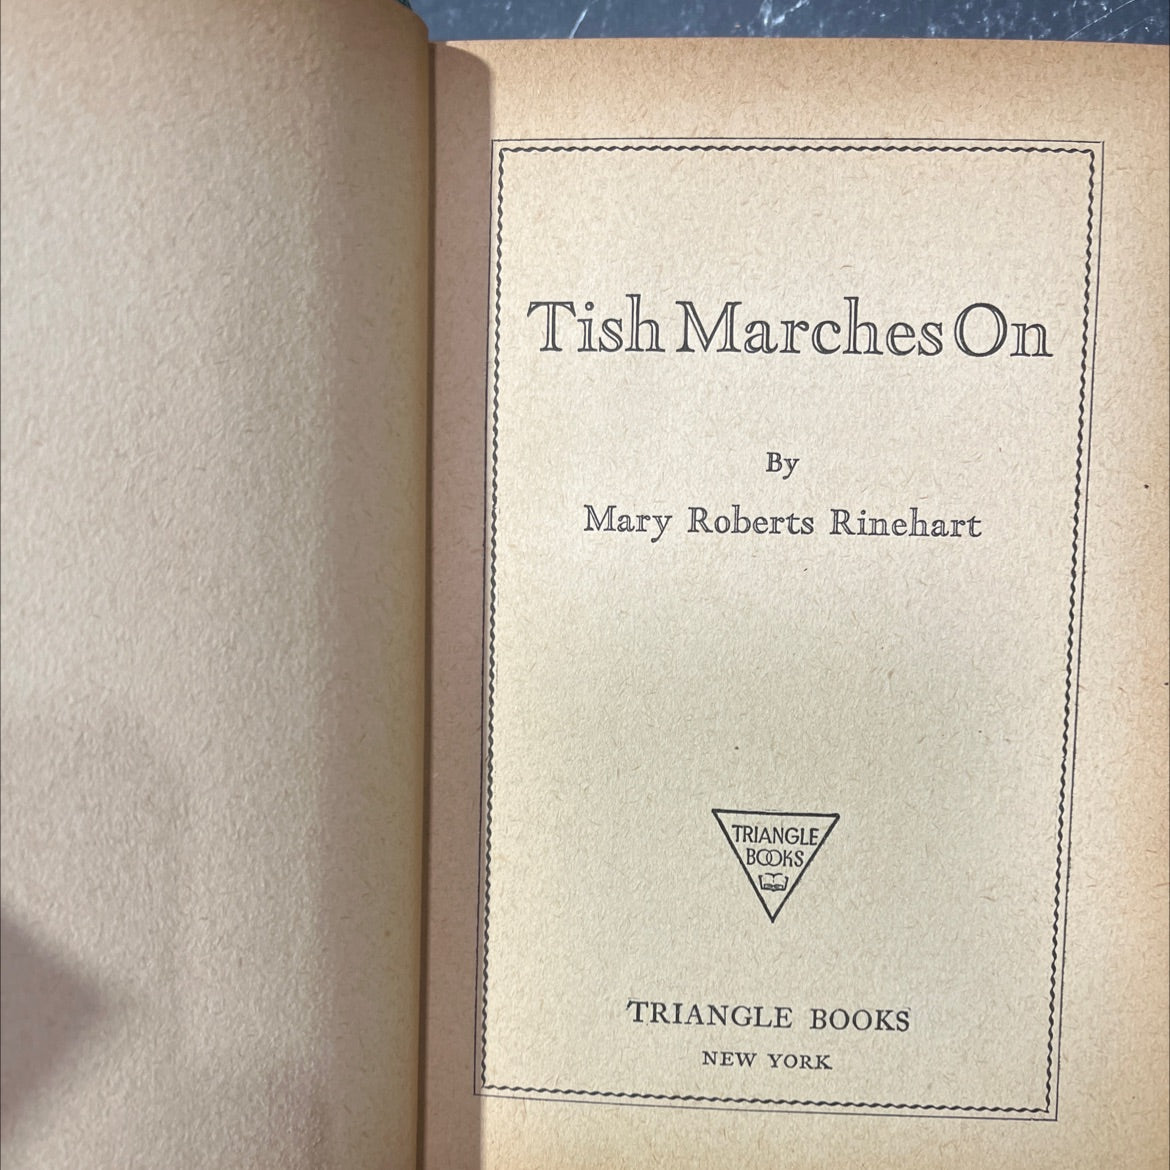 Tish Marches On
By
Mary Roberts Rinehart
TRIANGLE
BOOKS
TRIANGLE BOOKS
NEW YORK